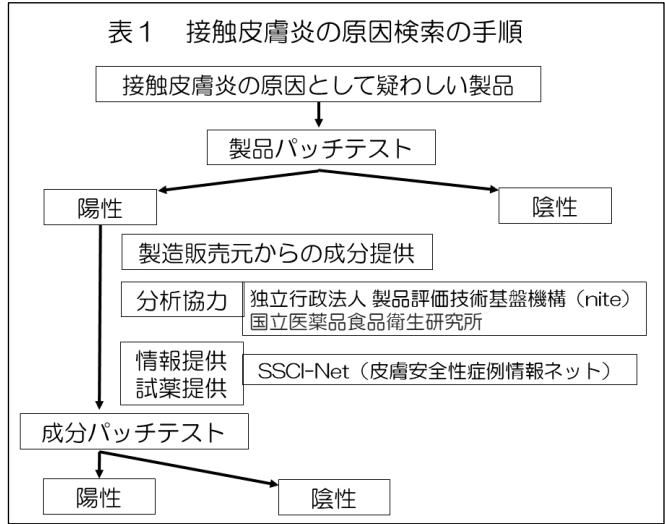 表１　接触皮膚炎の原因検索の手順
接触皮膚炎の原因として疑わしい製品
製品パッチテスト
陽性
陰性
製造販売元からの成分提供
分析協力
独立行政法人 製品評価技術基盤機構（nite）
国立医薬品食品衛生研究所
情報提供
試薬提供
SSCI-Net（皮膚安全性症例情報ネット）
成分パッチテスト
陽性
陰性